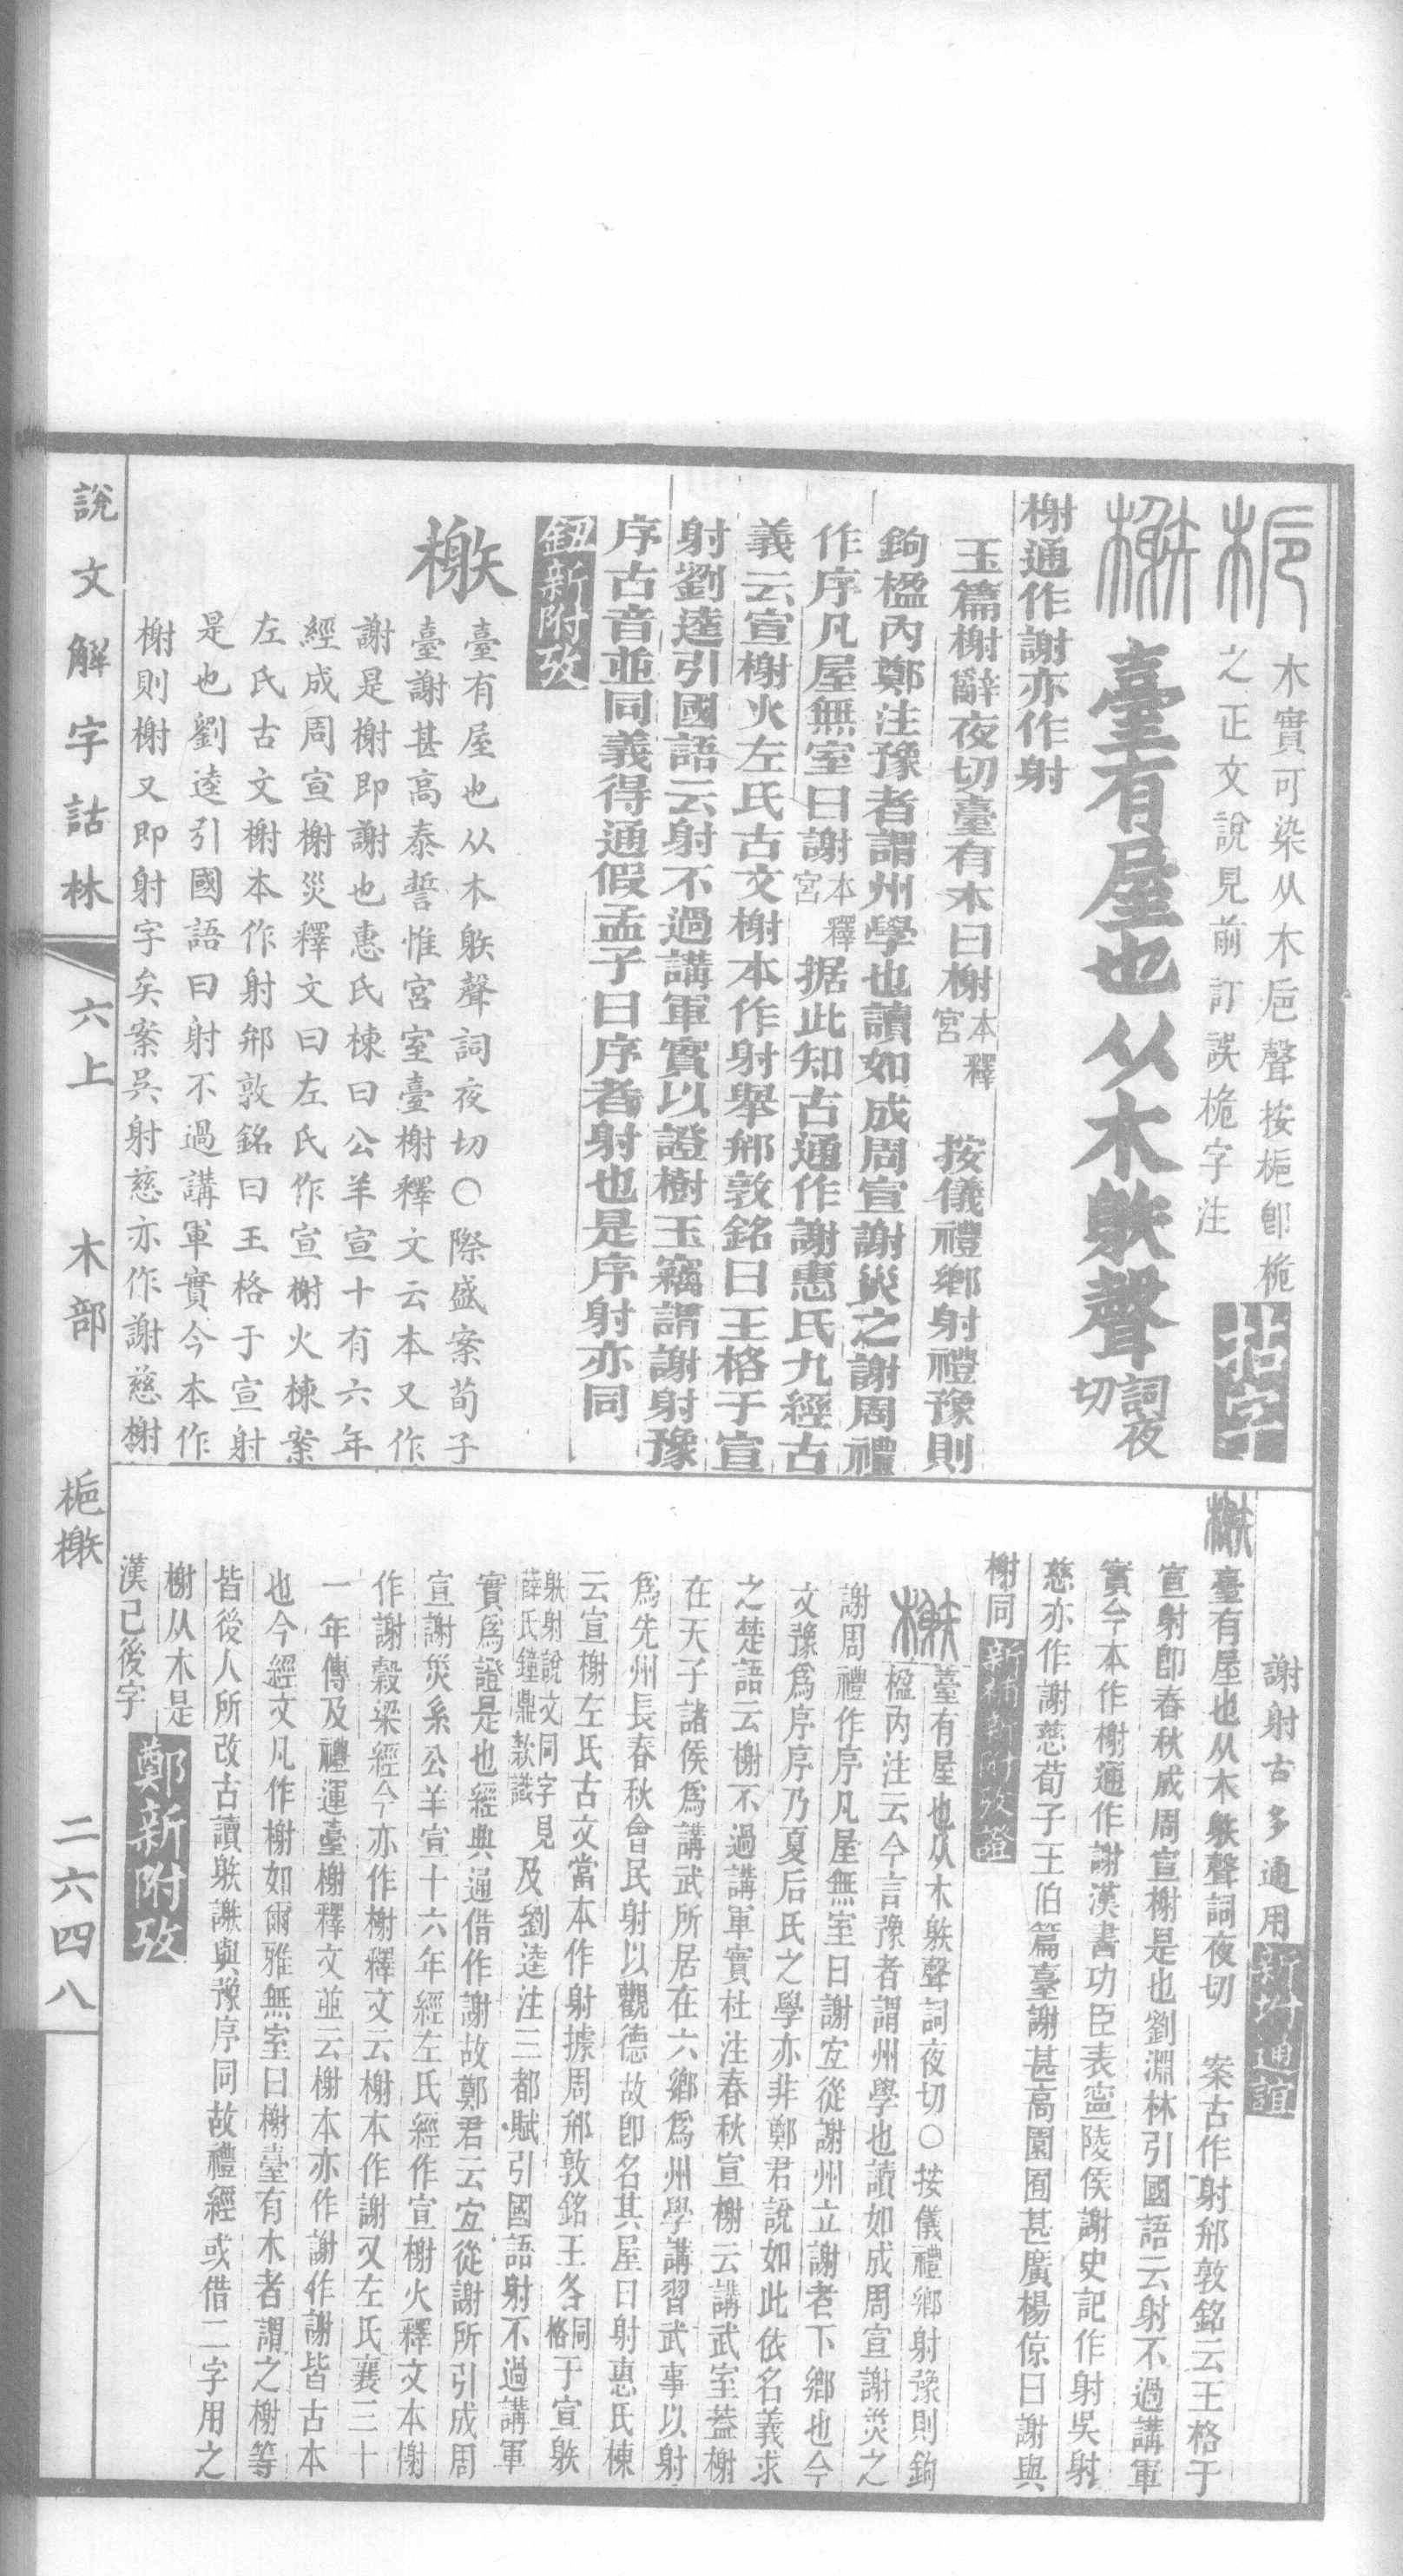 木實可染从木巵聲按梔卽桅
之正文說見前訂誤桅字注
拈字
臺有屋也从木躲聲詞夜切
榭通作謝亦作射
玉篇榭辭夜切臺有木曰榭本釋宮 按儀禮鄉射禮豫則
鉤楹內鄭注豫者謂州學也讀如成周宣謝災之謝周禮
作序凡屋無室曰謝本釋宮 据此知古通作謝惠氏九經古
義云宣榭火左氏古文榭本作射舉䢵敦銘曰王格于宣
射劉逵引國語云射不過講軍實以證榭玉竊謂謝射豫
序古音並同義得通假孟子曰序者射也是序射亦同
鈕新附攷
臺有屋也从木躲聲詞夜切○際盛案荀子
臺謝甚高泰誓惟宮室臺榭釋文云本又作
謝是榭卽謝也惠氏棟曰公羊宣十有六年
經成周宣榭災釋文曰左氏作宣榭火棟案
左氏古文榭本作射䢵敦銘曰王格于宣射
是也劉逵引國語曰射不過講軍實今本作
榭則榭又卽射字矣案吳射慈亦作謝慈榭
謝射古多通用
新坿通誼
臺有屋也从木躲聲詞夜切 案古作射䢵敦銘云王格于
宣射卽春秋成周宣榭是也劉淵林引國語云射不過講軍
實今本作榭通作謝漢書功臣表寍陵侯謝史記作射吳射
慈亦作謝慈荀子王伯篇臺謝甚高園囿甚廣楊倞曰謝與
榭同
新補新附攷證
臺有屋也从木躲聲詞夜切○按儀禮鄉射豫則鉤
楹內注云今言豫者謂州學也讀如成周宣謝災之
謝周禮作序凡屋無室曰謝宜從謝州立謝者下鄉也今
文豫爲序序乃夏后氏之學亦非鄭君說如此依名義求
之楚語云榭不過講軍實杜注春秋宣榭云講武室葢榭
在天子諸侯爲講武所居在六鄉爲州學講習武事以射
爲先州長春秋會民射以觀德故卽名其屋曰射惠氏棟
云宣榭左氏古文當本作射據周䢵敦銘王各同格于宣躲
躲射說文同字見薛氏鐘鼎款識及劉逵注三都賦引國語射不過講軍
實爲證是也經典通借作謝故鄭君云宜從謝所引成周
宣謝災系公羊宣十六年經左氏經作宣榭火釋文本榭
作謝穀梁經今亦作榭釋文云榭本作謝又左氏襄三十
一年傳及禮運臺榭釋文並云榭本亦作謝作謝皆古本
也今經文凡作榭如爾雅無室曰榭臺有木者謂之榭等
皆後人所改古讀躲謝與豫序同故禮經或借二字用之
榭从木是
漢已後字
鄭新附攷
說文解字詁林
六上
木部
梔 榭
二六四八